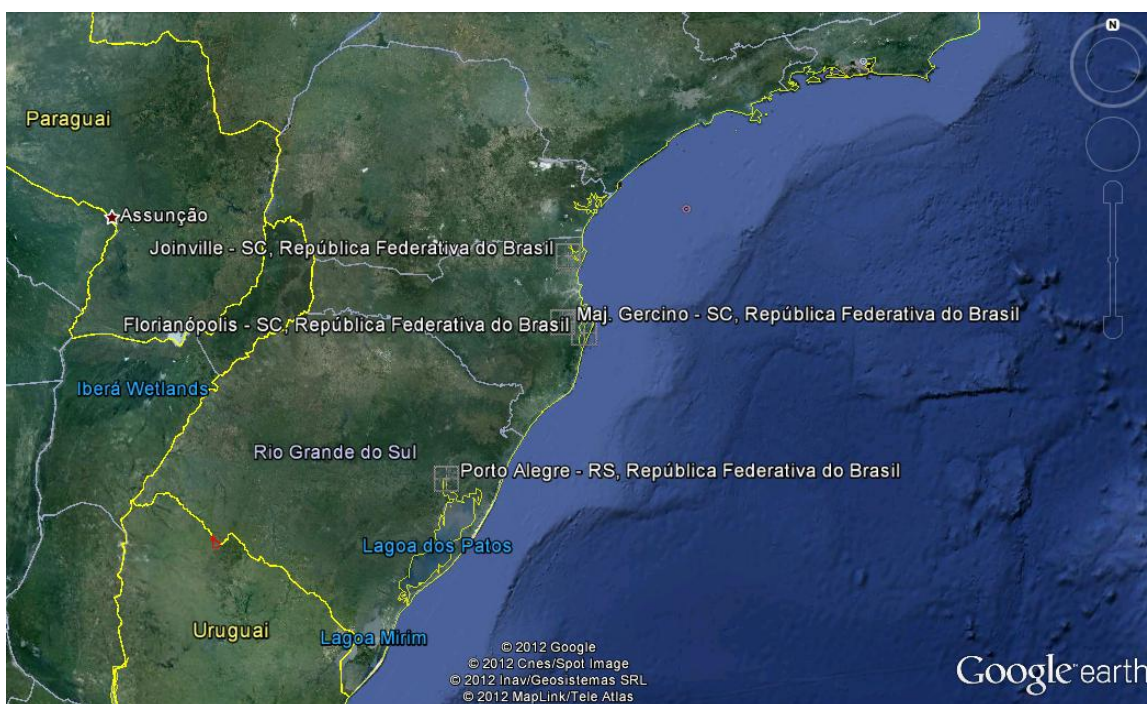 N
Paraguai
Assunção
Joinville - SC, República Federativa do Brasil
Maj. Gercino - SC, República Federativa do Brasil
Florianópolis - SC, República Federativa do Brasil
Iberá Wetlands
Rio Grande do Sul
Porto Alegre - RS, República Federativa do Brasil
Lagoa dos Patos
Uruguai
Lagoa Mirim
© 2012 Google
© 2012 Cnes/Spot Image
© 2012 Inav/Geosistemas SRL
© 2012 MapLink/Tele Atlas
Google earth